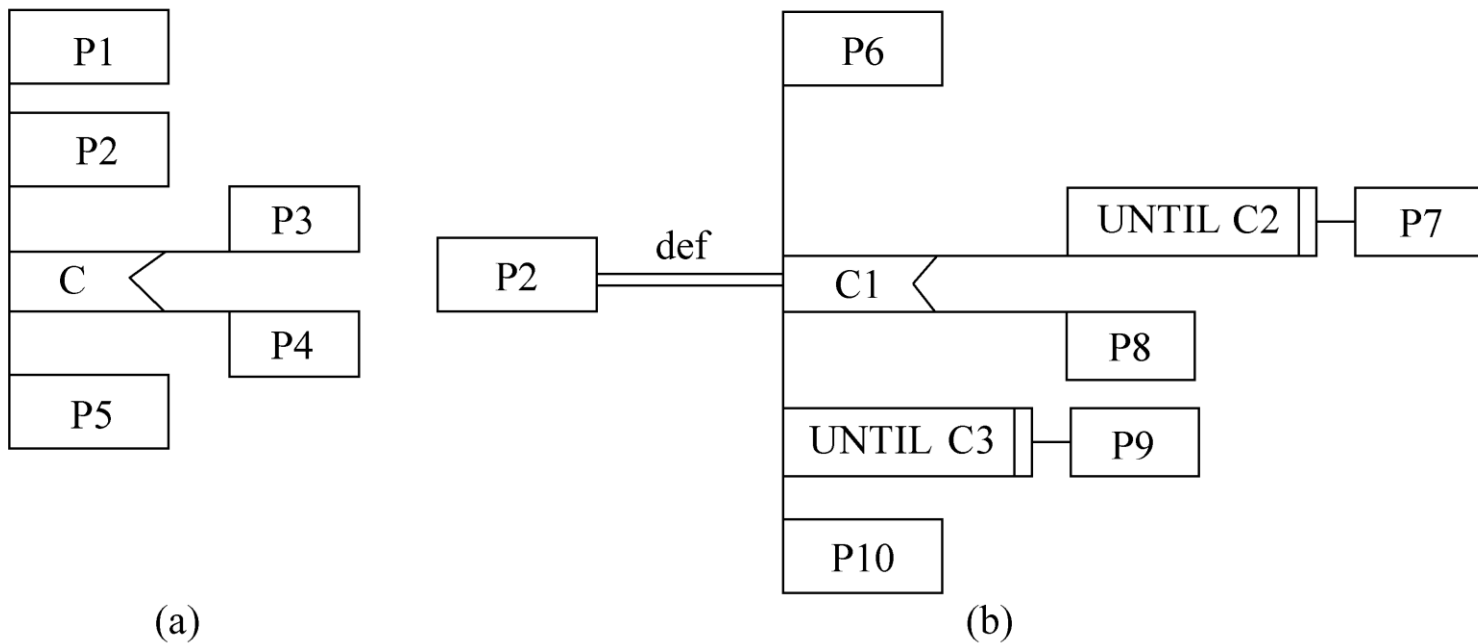 P1
P2
P3
C
P4
P5
(a)
P2
def
P6
UNTIL C2
P7
C1
P8
UNTIL C3
P9
P10
(b)